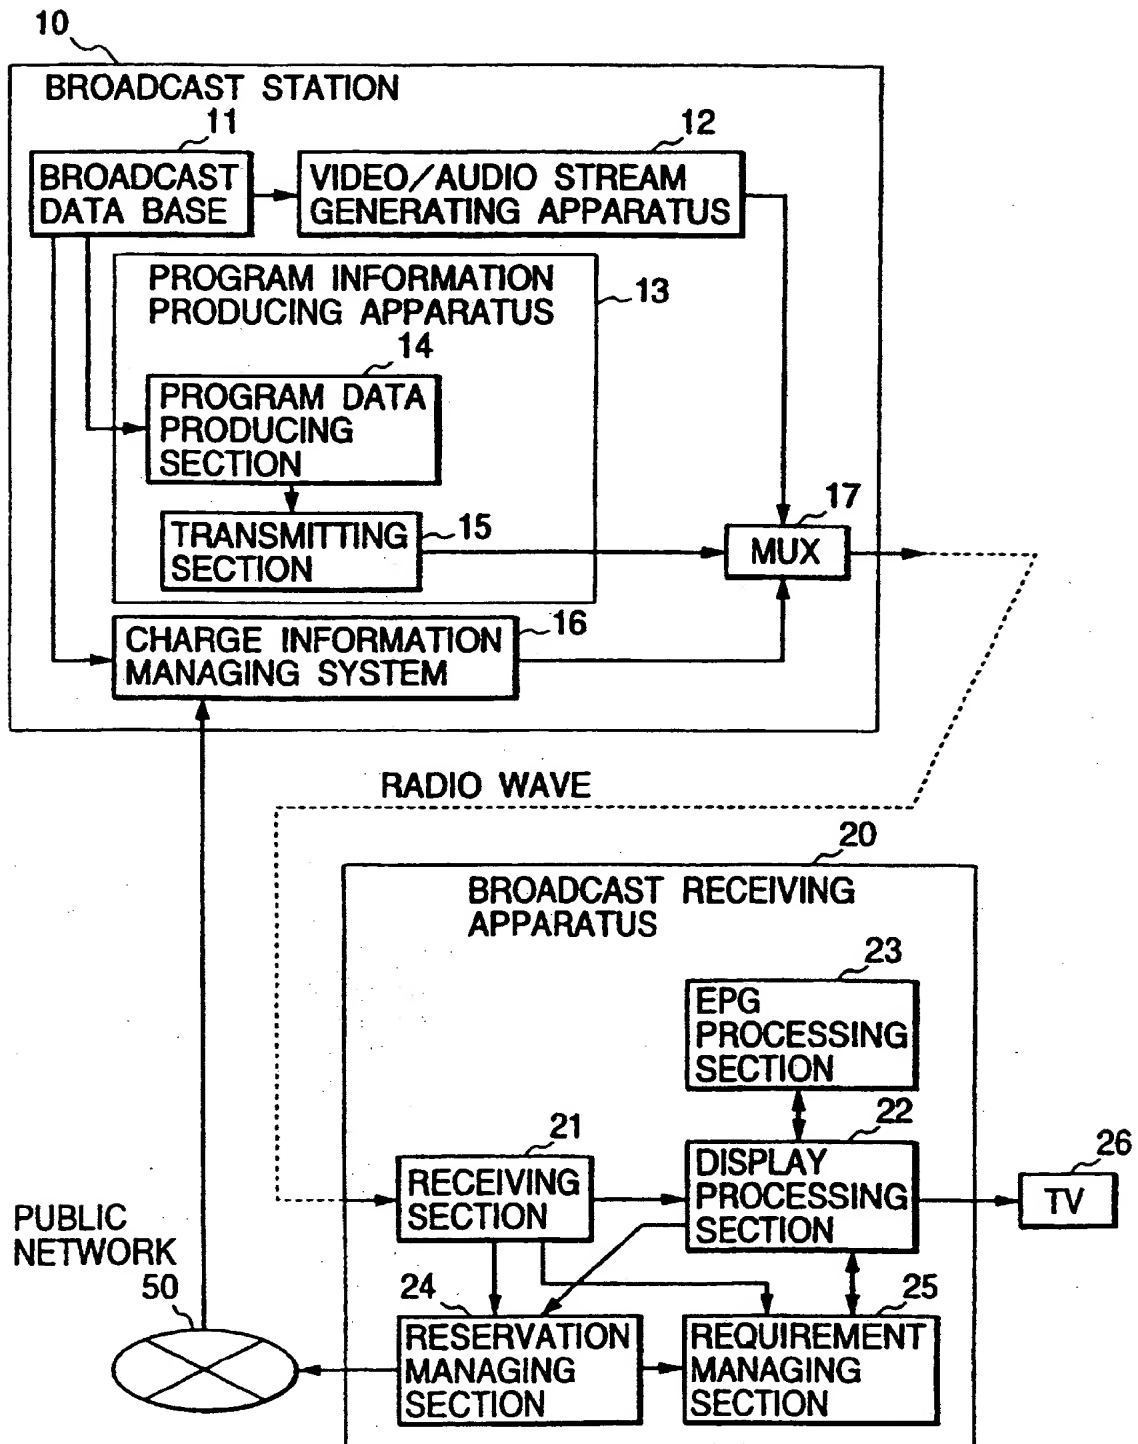 10
BROADCAST STATION
11
12
BROADCAST
DATA BASE
VIDEO/AUDIO STREAM
GENERATING APPARATUS
PROGRAM INFORMATION
PRODUCING APPARATUS
13
14
PROGRAM DATA
PRODUCING
SECTION
15
TRANSMITTING
SECTION
17
MUX
16
CHARGE INFORMATION
MANAGING SYSTEM
RADIO WAVE
20
BROADCAST RECEIVING
APPARATUS
23
EPG
PROCESSING
SECTION
21
22
26
RECEIVING
SECTION
DISPLAY
PROCESSING
SECTION
TV
PUBLIC
NETWORK
50
24
25
RESERVATION
MANAGING
SECTION
REQUIREMENT
MANAGING
SECTION